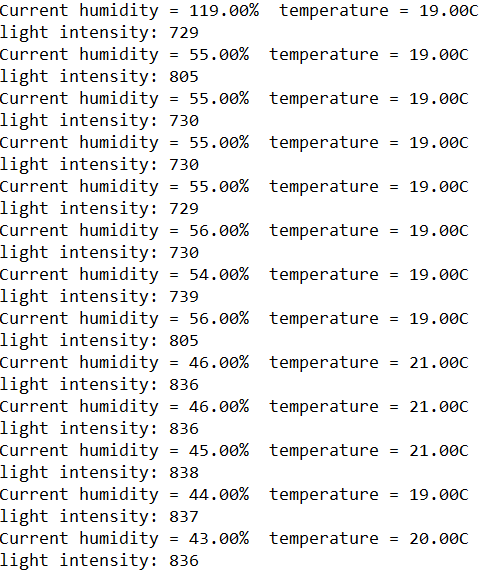 Current humidity = 119.00%  temperature = 19.00C
light intensity: 729
Current humidity = 55.00%  temperature = 19.00C
light intensity: 805
Current humidity = 55.00%  temperature = 19.00C
light intensity: 730
Current humidity = 55.00%  temperature = 19.00C
light intensity: 730
Current humidity = 55.00%  temperature = 19.00C
light intensity: 729
Current humidity = 56.00%  temperature = 19.00C
light intensity: 730
Current humidity = 54.00%  temperature = 19.00C
light intensity: 739
Current humidity = 56.00%  temperature = 19.00C
light intensity: 805
Current humidity = 46.00%  temperature = 21.00C
light intensity: 836
Current humidity = 46.00%  temperature = 21.00C
light intensity: 836
Current humidity = 45.00%  temperature = 21.00C
light intensity: 838
Current humidity = 44.00%  temperature = 19.00C
light intensity: 837
Current humidity = 43.00%  temperature = 20.00C
light intensity: 836